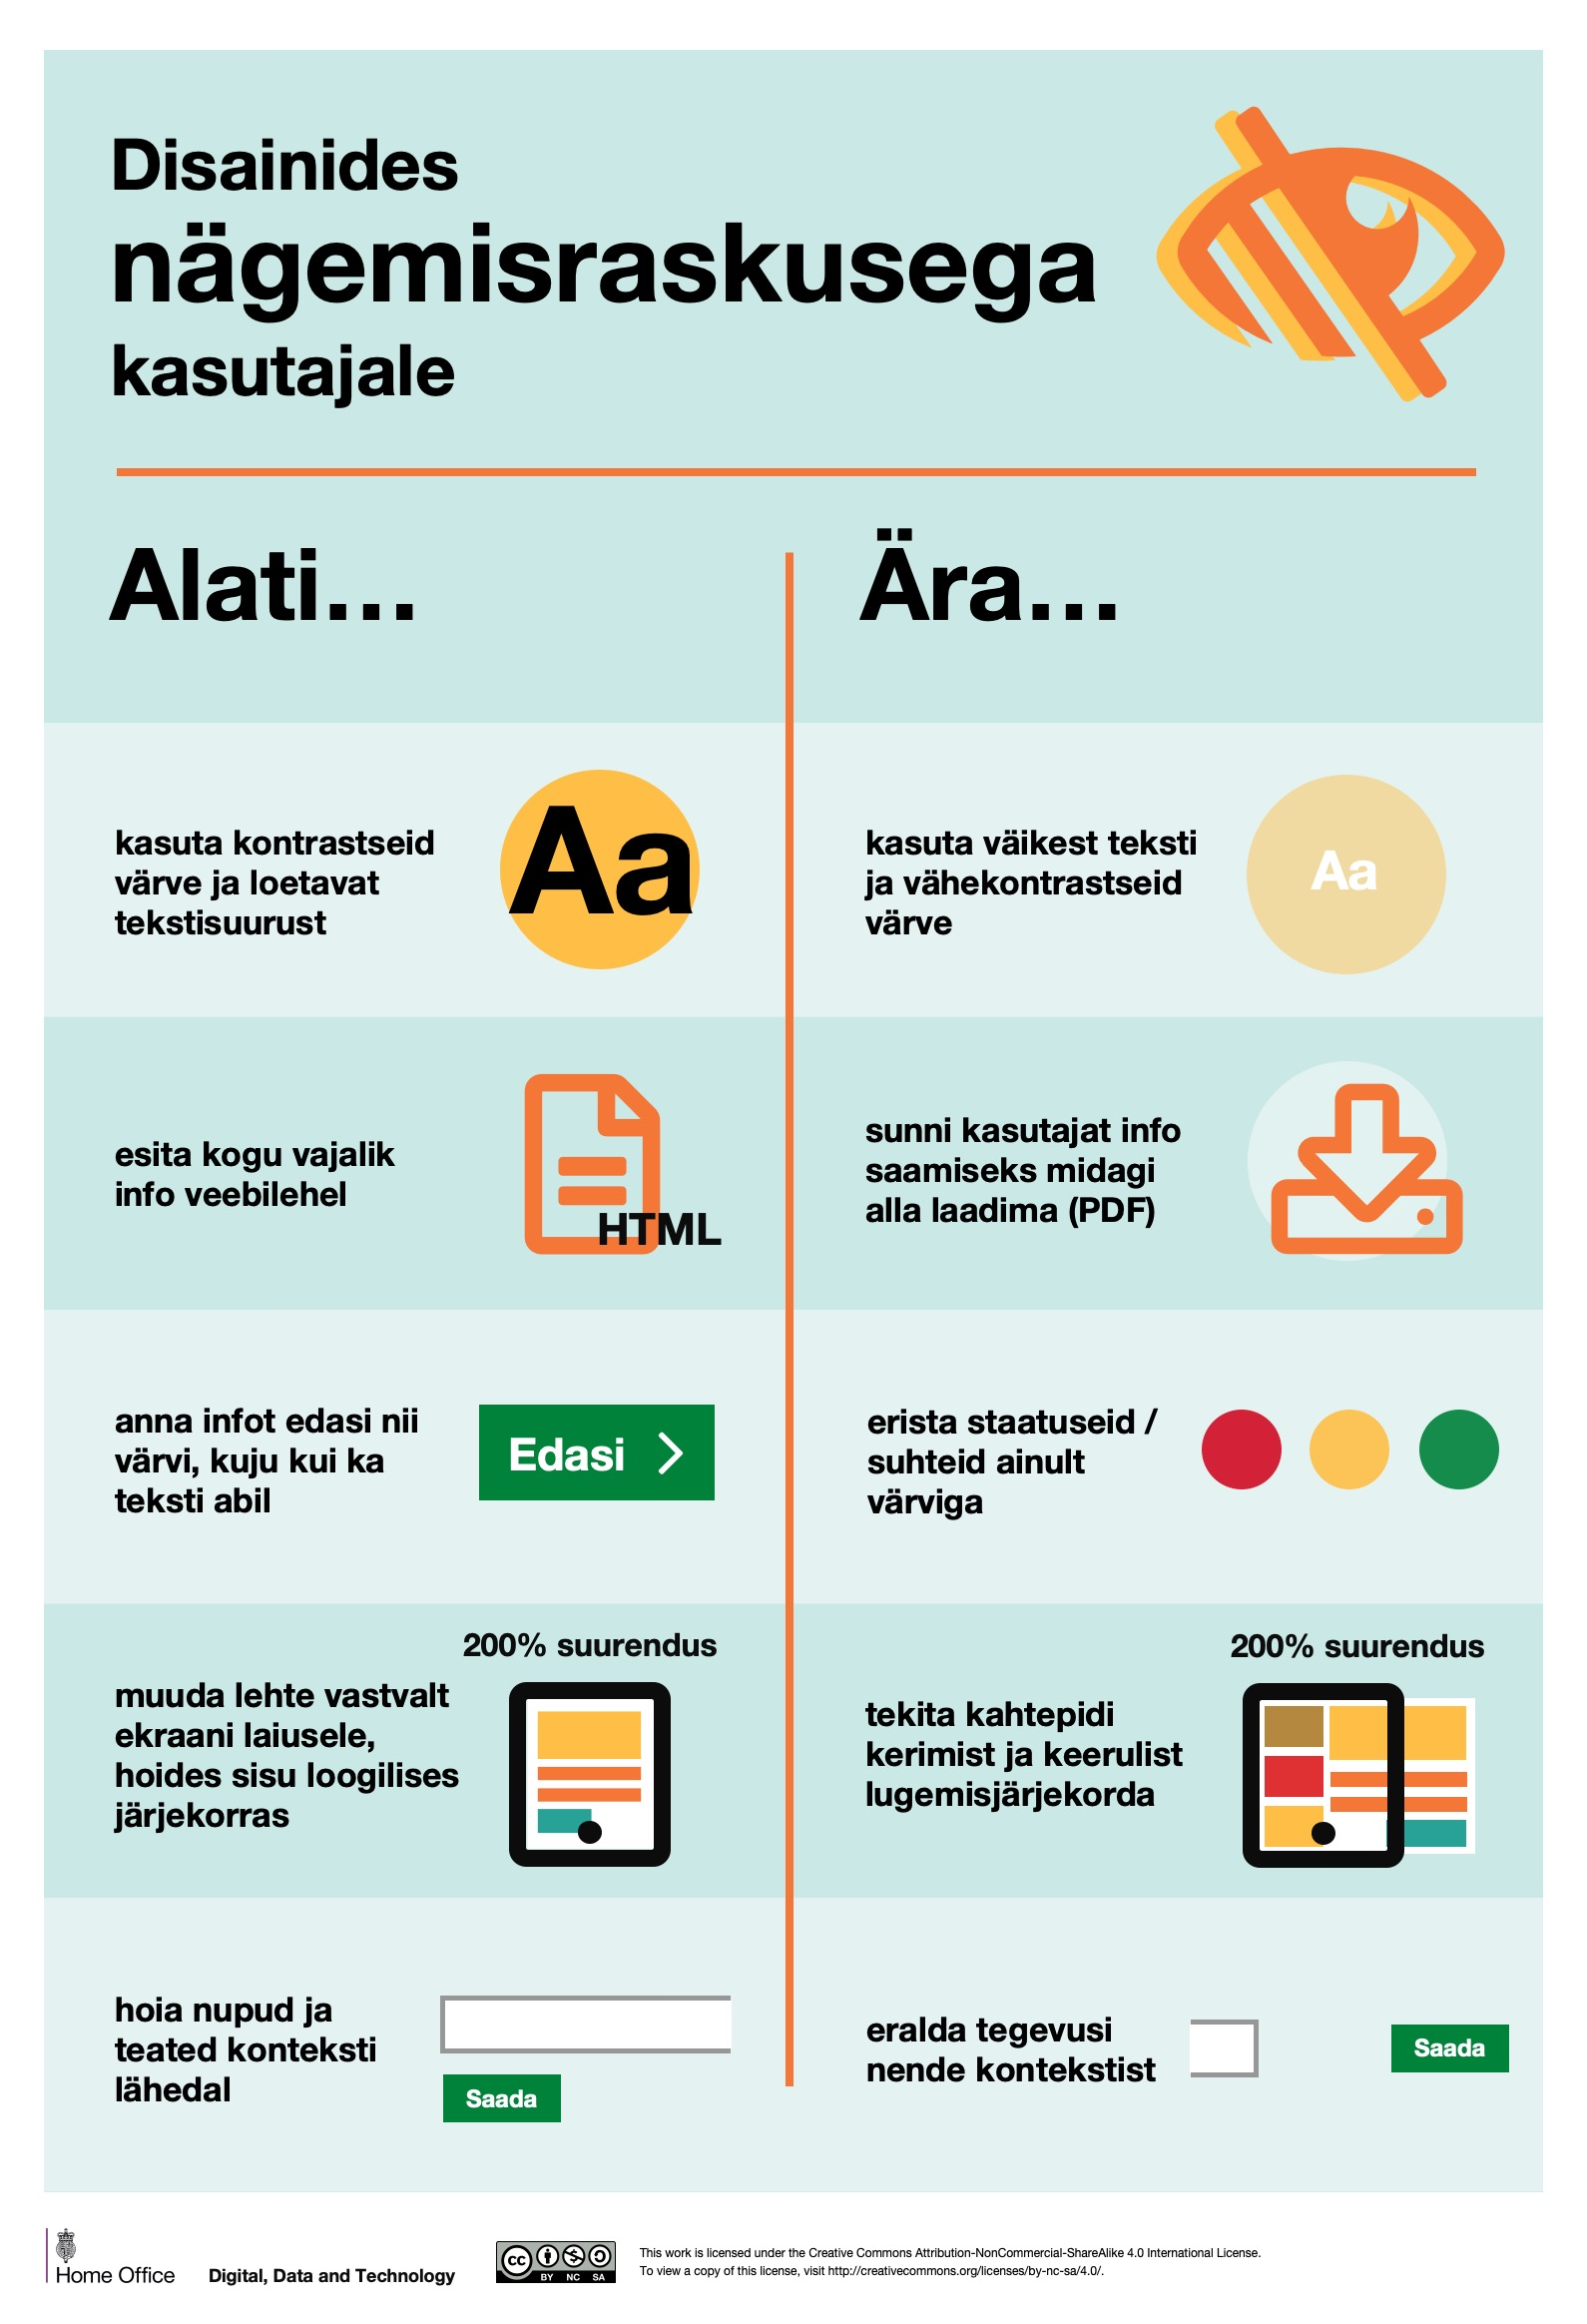 Disainides
nägemisraskusega
kasutajale
Alati...
Ära...
kasuta kontrastseid
värve ja loetavat
tekstisuurust
Aa
kasuta väikest teksti
ja vähekontrastseid
värve
Aa
esita kogu vajalik
info veebilehel
HTML
sunni kasutajat info
saamiseks midagi
alla laadima (PDF)
anna infot edasi nii
värvi, kuju kui ka
teksti abil
Edasi
erista staatuseid /
suhteid ainult
värviga
200% suurendus
muuda lehte vastvalt
ekraani laiusele,
hoides sisu loogilises
järjekorras
200% suurendus
tekita kahtepidi
kerimist ja keerulist
lugemisjärjekorda
hoia nupud ja
teated konteksti
lähedal
Saada
eralda tegevusi
nende kontekstist
Saada
Home Office
Digital, Data and Technology
cc
BY NC SA
This work is licensed under the Creative Commons Attribution-NonCommercial-ShareAlike 4.0 International License.
To view a copy of this license, visit http://creativecommons.org/licenses/by-nc-sa/4.0/.